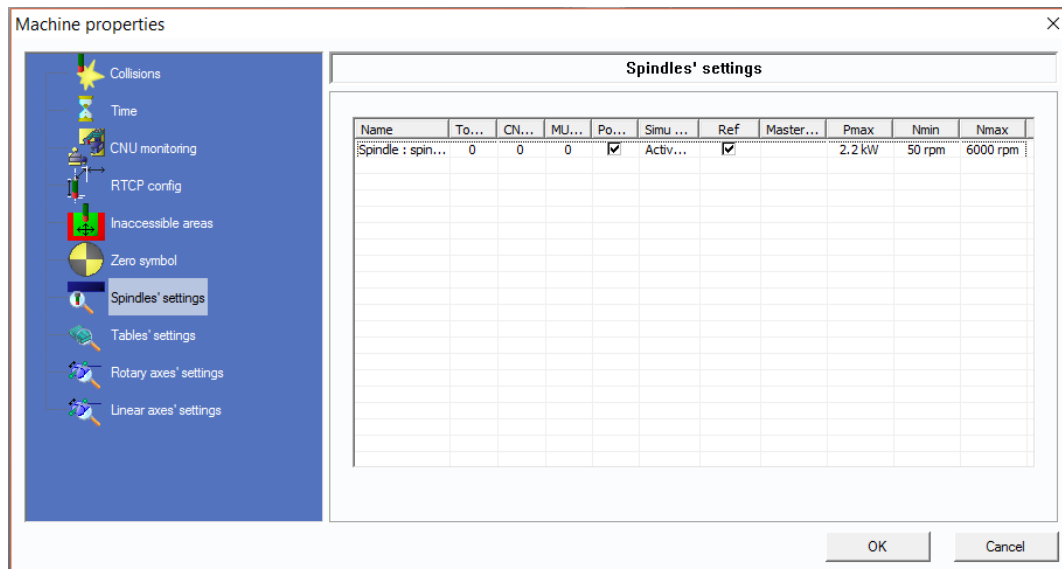 Machine properties
Collisions
Time
CNU monitoring
RTCP config
Inaccessible areas
Zero symbol
Spindles' settings
Tables' settings
Rotary axes' settings
Linear axes' settings
Spindles' settings
Name To... CN... MU... Po... Simu ... Ref Master... Pmax Nmin Nmax
Spindle : spin... 0 0 0 Activ... 2.2 kW 50 rpm 6000 rpm
OK Cancel